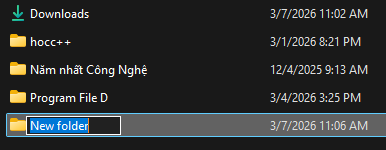 Downloads 3/7/2026 11:02 AM
hocc++ 3/1/2026 8:21 PM
Năm nhất Công Nghệ 12/4/2025 9:13 AM
Program File D 3/4/2026 3:25 PM
New folder 3/7/2026 11:06 AM